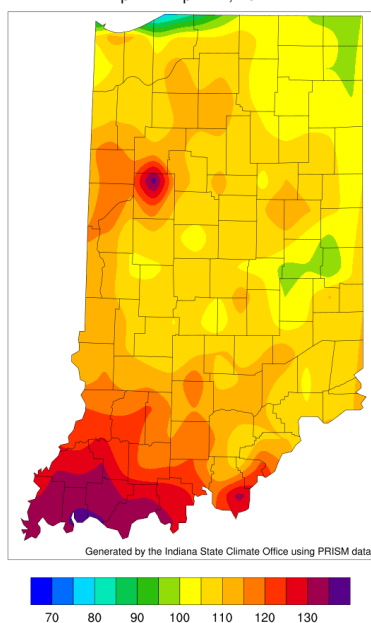 Generated by the Indiana State Climate Office using PRISM data
70 80 90 100 110 120 130